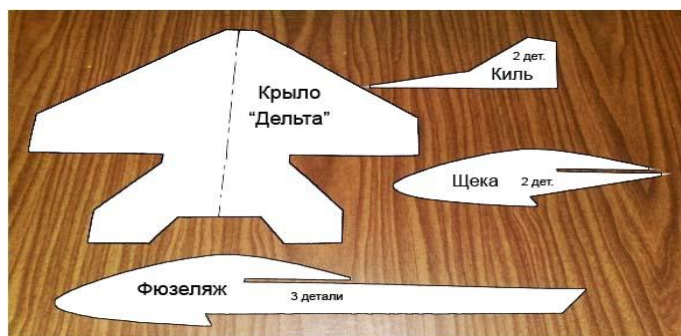 Крыло
“Дельта”
2 дет.
Киль
Щека
2 дет.
Фюзеляж
3 детали